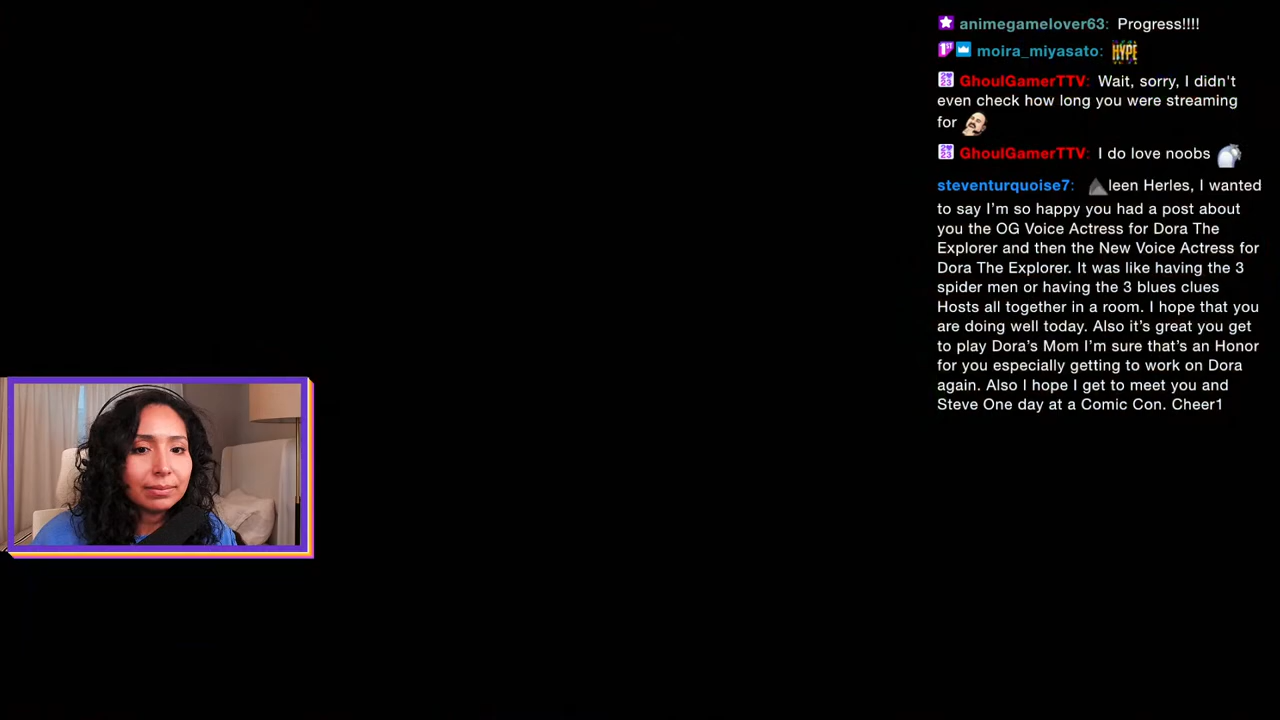 animegamelover63: Progress!!!!
1ST moira_miyasato: HYPE
GhoulGamerTTV: Wait, sorry, I didn't
even check how long you were streaming
for
GhoulGamerTTV: I do love noobs
steventurquoise7: leen Herles, I wanted
to say I’m so happy you had a post about
you the OG Voice Actress for Dora The
Explorer and then the New Voice Actress for
Dora The Explorer. It was like having the 3
spider men or having the 3 blues clues
Hosts all together in a room. I hope that you
are doing well today. Also it’s great you get
to play Dora’s Mom I’m sure that’s an Honor
for you especially getting to work on Dora
again. Also I hope I get to meet you and
Steve One day at a Comic Con. Cheer1